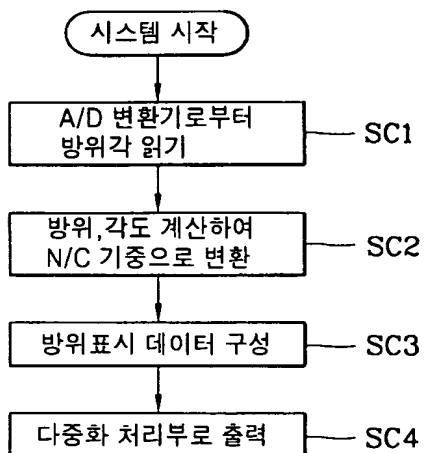 시스템 시작
A/D 변환기로부터
방위각 읽기
SC1
방위,각도 계산하여
N/C 기중으로 변환
SC2
방위표시 데이터 구성
SC3
다중화 처리부로 출력
SC4